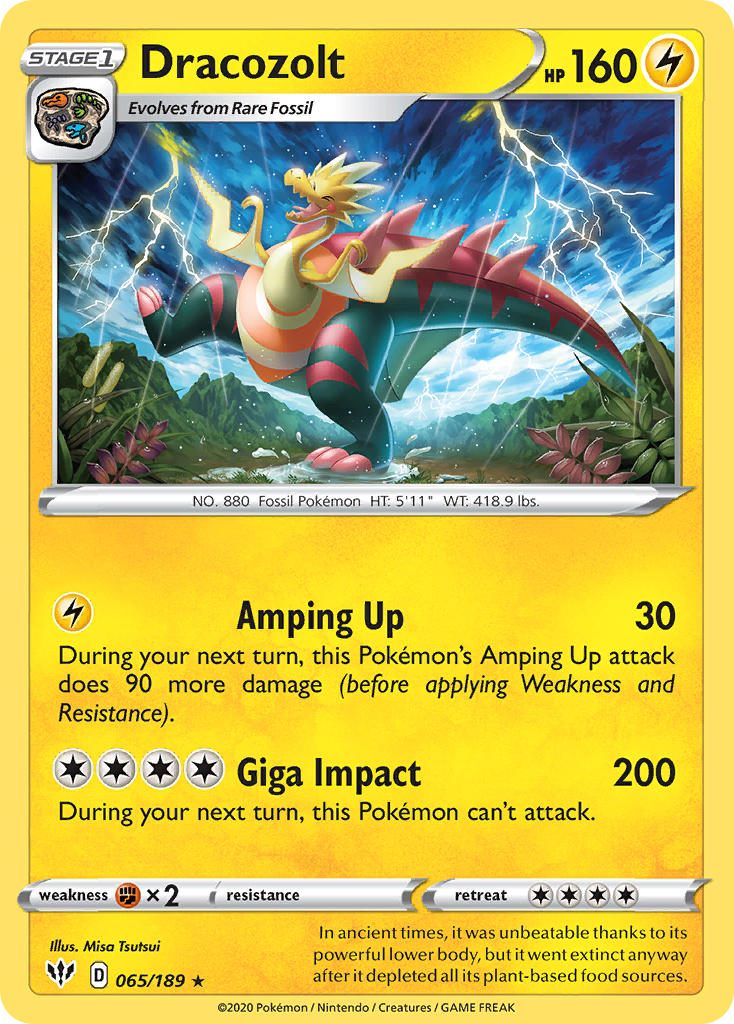 STAGE1 Dracozolt HP 160
Evolves from Rare Fossil
NO. 880 Fossil Pokémon HT: 5'11" WT: 418.9 lbs.
Amping Up 30
During your next turn, this Pokémon's Amping Up attack
does 90 more damage (before applying Weakness and
Resistance).
Giga Impact 200
During your next turn, this Pokémon can't attack.
weakness ×2 resistance retreat
Illus. Misa Tsutsui
D 065/189 ★
In ancient times, it was unbeatable thanks to its
powerful lower body, but it went extinct anyway
after it depleted all its plant-based food sources.
©2020 Pokémon / Nintendo / Creatures / GAME FREAK